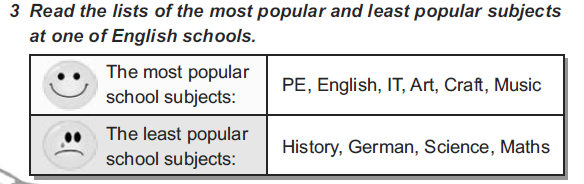 3 Read the lists of the most popular and least popular subjects
at one of English schools.
The most popular
school subjects:
PE, English, IT, Art, Craft, Music
The least popular
school subjects:
History, German, Science, Maths